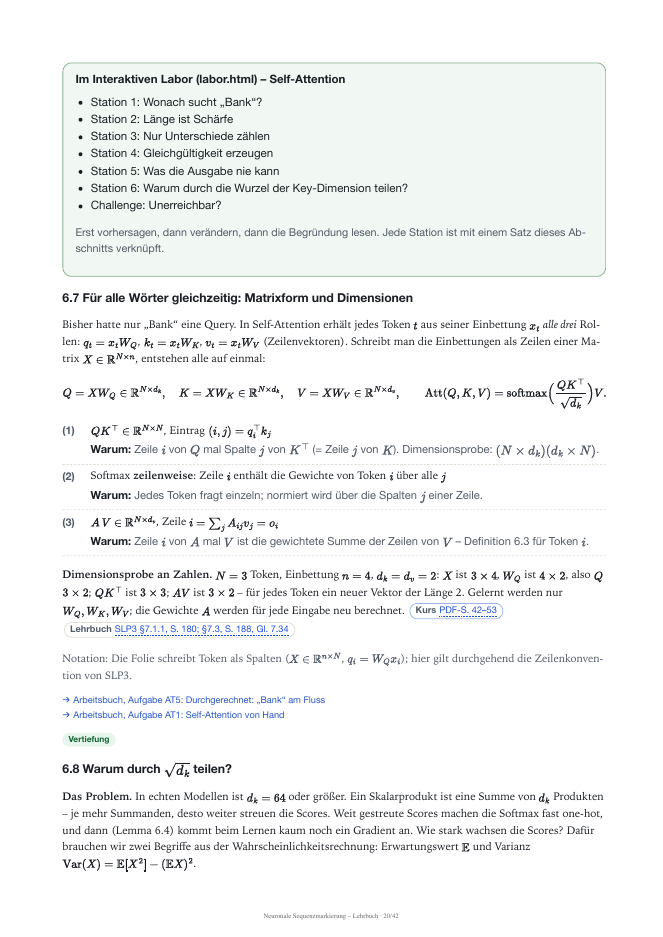 Im Interaktiven Labor (labor.html) – Self-Attention
• Station 1: Wonach sucht „Bank“?
• Station 2: Länge ist Schärfe
• Station 3: Nur Unterschiede zählen
• Station 4: Gleichgültigkeit erzeugen
• Station 5: Was die Ausgabe nie kann
• Station 6: Warum durch die Wurzel der Key-Dimension teilen?
• Challenge: Unerreichbar?
Erst vorhersagen, dann verändern, dann die Begründung lesen. Jede Station ist mit einem Satz dieses Ab-
schnitts verknüpft.
6.7 Für alle Wörter gleichzeitig: Matrixform und Dimensionen
Bisher hatte nur „Bank“ eine Query. In Self-Attention erhält jedes Token t aus seiner Einbettung x_t alle drei Rol-
len: q_t = x_t W_Q, k_t = x_t W_K, v_t = x_t W_V (Zeilenvektoren). Schreibt man die Einbettungen als Zeilen einer Ma-
trix X ∈ ℝ^{N×n}, entstehen alle auf einmal:
Q = XW_Q ∈ ℝ^{N×d_k}, K = XW_K ∈ ℝ^{N×d_k}, V = XW_V ∈ ℝ^{N×d_v}, Att(Q, K, V) = softmax(QK^⊤ / √d_k)V.
(1) QK^⊤ ∈ ℝ^{N×N}, Eintrag (i, j) = q_i^⊤ k_j
Warum: Zeile i von Q mal Spalte j von K^⊤ (= Zeile j von K). Dimensionsprobe: (N × d_k)(d_k × N).
(2) Softmax zeilenweise: Zeile i enthält die Gewichte von Token i über alle j
Warum: Jedes Token fragt einzeln; normiert wird über die Spalten j einer Zeile.
(3) AV ∈ ℝ^{N×d_v}, Zeile i = ∑_j A_{ij} v_j = o_i
Warum: Zeile i von A mal V ist die gewichtete Summe der Zeilen von V – Definition 6.3 für Token i.
Dimensionsprobe an Zahlen. N = 3 Token, Einbettung n = 4, d_k = d_v = 2: X ist 3 × 4, W_Q ist 4 × 2, also Q
3 × 2; QK^⊤ ist 3 × 3; AV ist 3 × 2 – für jedes Token ein neuer Vektor der Länge 2. Gelernt werden nur
W_Q, W_K, W_V; die Gewichte A werden für jede Eingabe neu berechnet. Kurs PDF-S. 42–53
Lehrbuch SLP3 §7.1.1, S. 180; §7.3, S. 188, Gl. 7.34
Notation: Die Folie schreibt Token als Spalten (X ∈ ℝ^{n×N}, q_i = W_Q x_i); hier gilt durchgehend die Zeilenkonven-
tion von SLP3.
→ Arbeitsbuch, Aufgabe AT5: Durchgerechnet: „Bank“ am Fluss
→ Arbeitsbuch, Aufgabe AT1: Self-Attention von Hand
Vertiefung
6.8 Warum durch √d_k teilen?
Das Problem. In echten Modellen ist d_k = 64 oder größer. Ein Skalarprodukt ist eine Summe von d_k Produkten
– je mehr Summanden, desto weiter streuen die Scores. Weit gestreute Scores machen die Softmax fast one-hot,
und dann (Lemma 6.4) kommt beim Lernen kaum noch ein Gradient an. Wie stark wachsen die Scores? Dafür
brauchen wir zwei Begriffe aus der Wahrscheinlichkeitsrechnung: Erwartungswert 𝔼 und Varianz
Var(X) = 𝔼[X²] − (𝔼X)².
Neuronale Sequenzmarkierung – Lehrbuch · 20/42